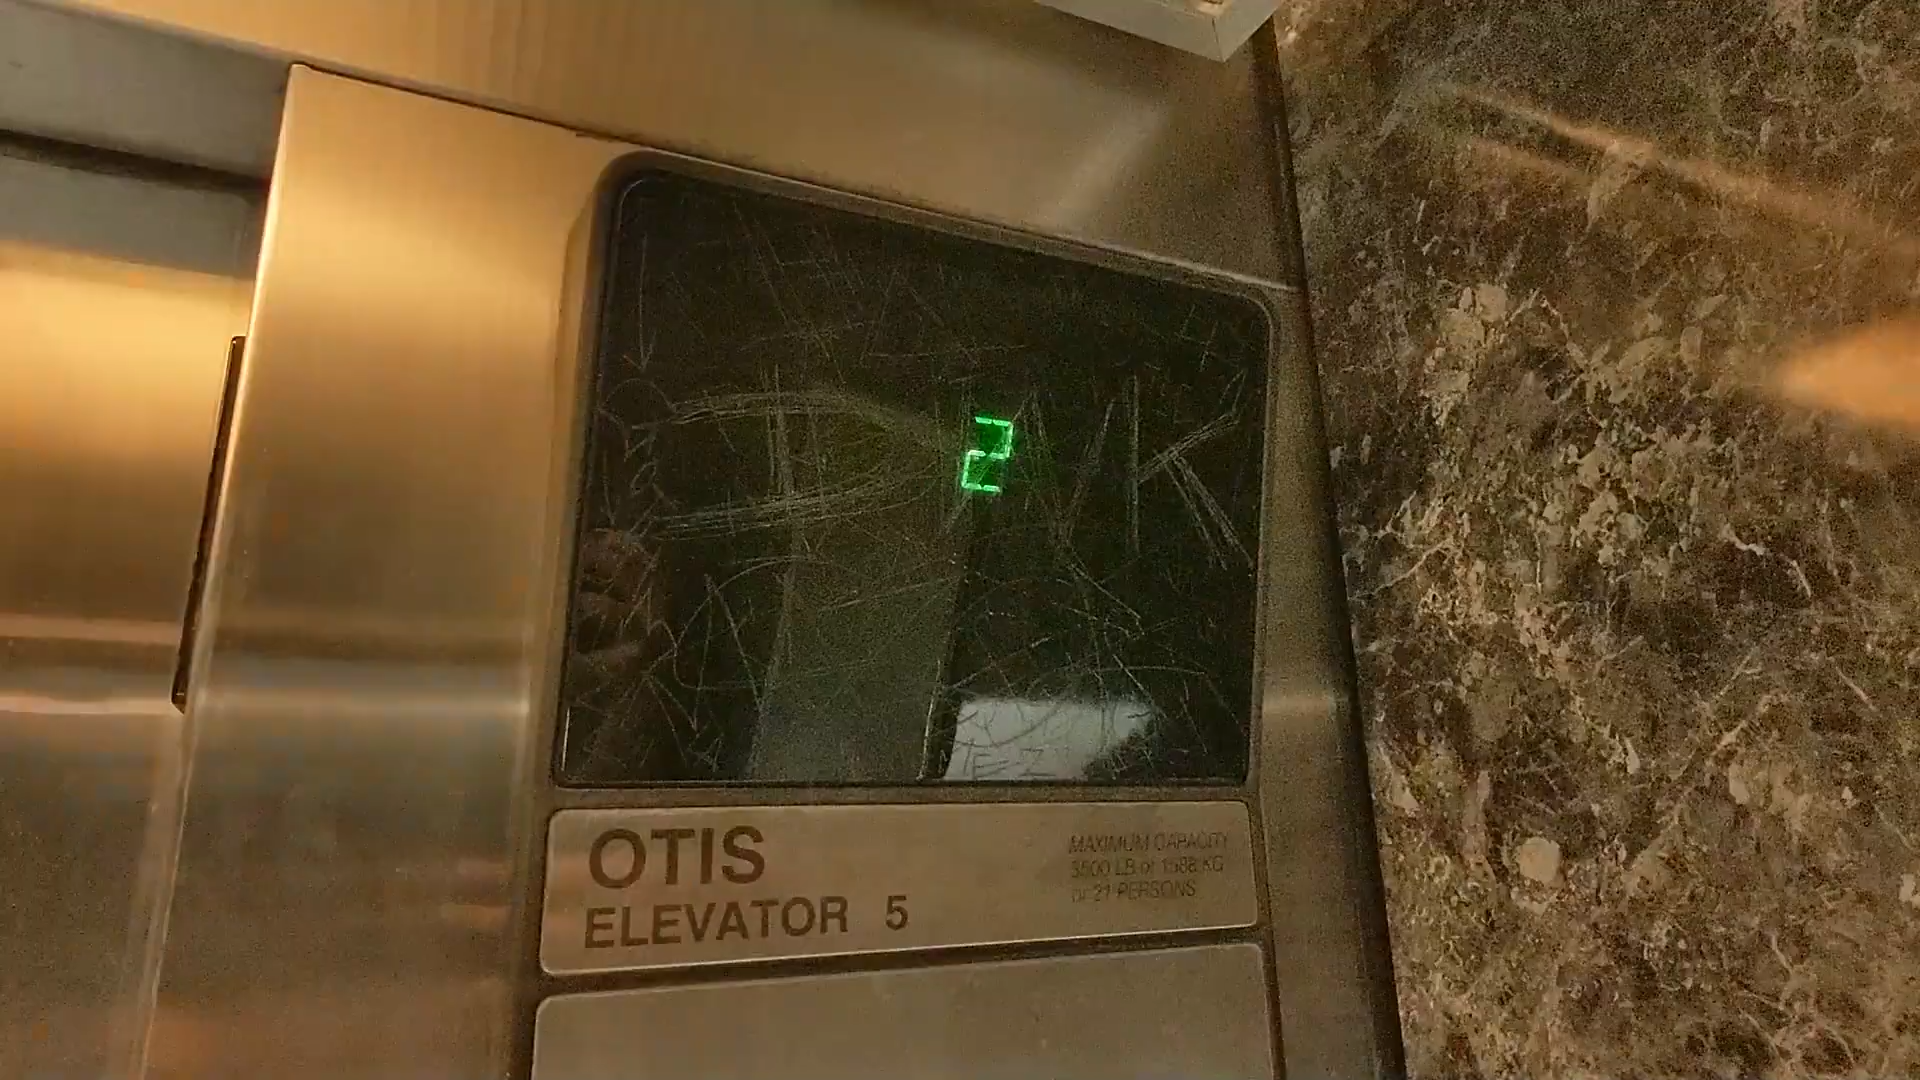 2
OTIS
ELEVATOR 5
MAXIMUM CAPACITY
3500 LB or 1588 KG
or 21 PERSONS